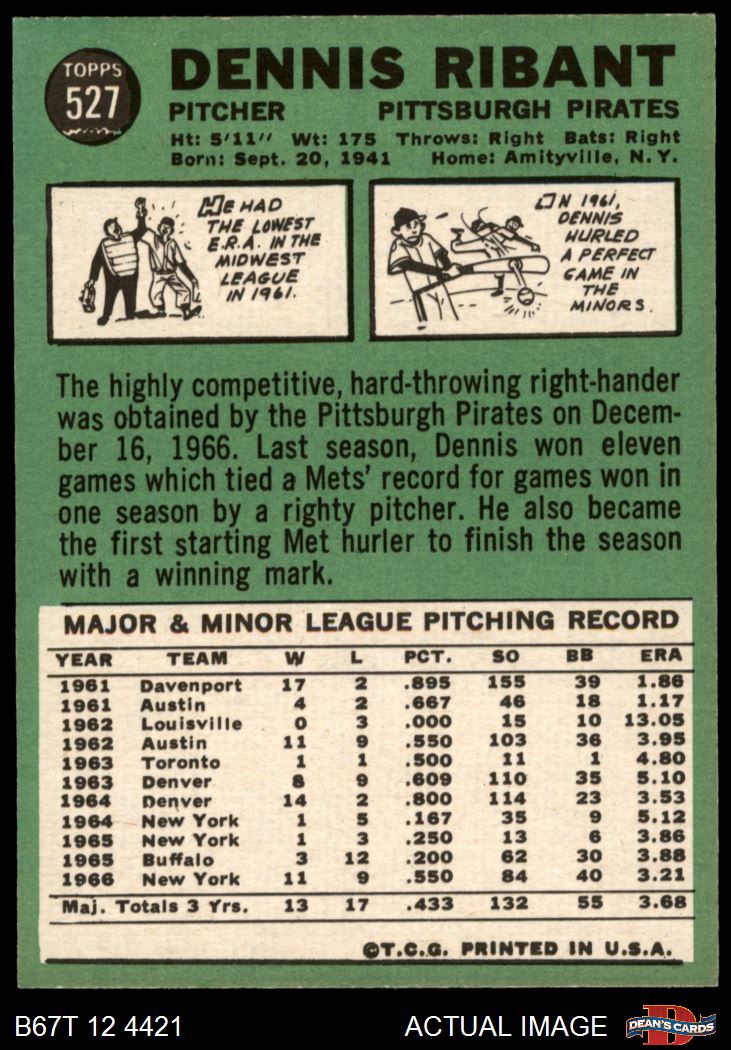 TOPPS
527
DENNIS RIBANT
PITCHER PITTSBURGH PIRATES
Ht: 5'11" Wt: 175 Throws: Right Bats: Right
Born: Sept. 20, 1941 Home: Amityville, N.Y.
HE HAD
THE LOWEST
E.R.A. IN THE
MIDWEST
LEAGUE
IN 1961.
IN 1961,
DENNIS
HURLED
A PERFECT
GAME IN
THE
MINORS.
The highly competitive, hard-throwing right-hander
was obtained by the Pittsburgh Pirates on Decem-
ber 16, 1966. Last season, Dennis won eleven
games which tied a Mets' record for games won in
one season by a righty pitcher. He also became
the first starting Met hurler to finish the season
with a winning mark.
MAJOR & MINOR LEAGUE PITCHING RECORD
YEAR TEAM W L PCT. SO BB ERA
1961 Davenport 17 2 .895 155 39 1.86
1961 Austin 4 2 .667 46 18 1.17
1962 Louisville 0 3 .000 15 10 13.05
1962 Austin 11 9 .550 103 36 3.95
1963 Toronto 1 1 .500 11 1 4.80
1963 Denver 8 9 .609 110 35 5.10
1964 Denver 14 2 .800 114 23 3.53
1964 New York 1 5 .167 35 9 5.12
1965 New York 1 3 .250 13 6 3.86
1965 Buffalo 3 12 .200 62 30 3.88
1966 New York 11 9 .550 84 40 3.21
Maj. Totals 3 Yrs. 13 17 .433 132 55 3.68
©T.C.G. PRINTED IN U.S.A.
B67T 12 4421 ACTUAL IMAGE DEAN'S CARDS